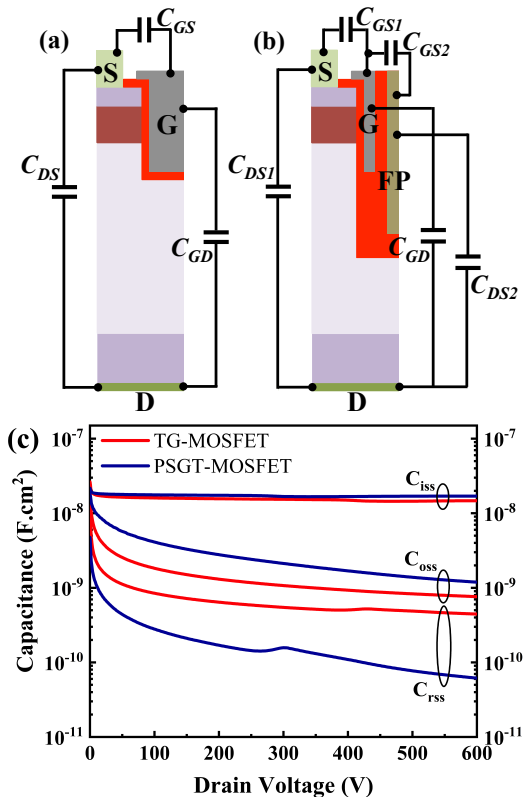 (a)
C_GS
S
G
C_DS
C_GD
D
(b)
C_GS1
C_GS2
S
G
FP
C_DS1
C_GD
C_DS2
D
(c)
TG-MOSFET
PSGT-MOSFET
C_iss
C_oss
C_rss
Capacitance (F.cm²)
10⁻⁷
10⁻⁸
10⁻⁹
10⁻¹⁰
10⁻¹¹
10⁻⁷
10⁻⁸
10⁻⁹
10⁻¹⁰
10⁻¹¹
0 100 200 300 400 500 600
Drain Voltage (V)